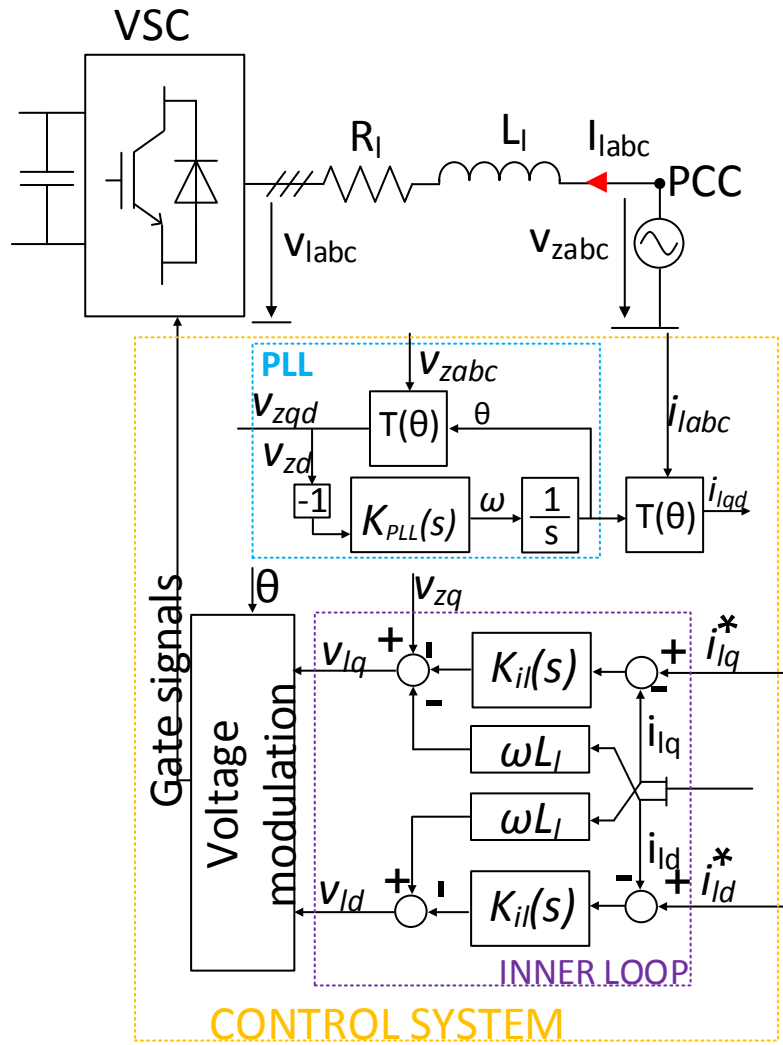 VSC
R_l
L_l
I_labc
PCC
v_labc
v_zabc
PLL
v_zabc
v_zqd
T(θ)
θ
i_labc
v_zd
-1
K_PLL(s)
ω
1/s
T(θ)
i_lqd
Gate signals
θ
v_zq
Voltage modulation
v_lq
+
-
-
K_il(s)
+
-
i*_lq
i_lq
ωL_l
ωL_l
i_ld
v_ld
+
-
K_il(s)
-
+
i*_ld
INNER LOOP
CONTROL SYSTEM